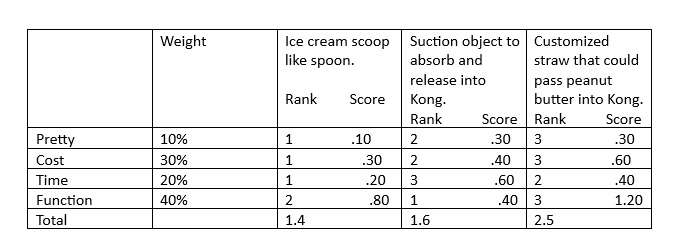 Weight Ice cream scoop Suction object to Customized
like spoon. absorb and straw that could
release into pass peanut
Rank Score Kong. butter into Kong.
Rank Score Rank Score
Pretty 10% 1 .10 2 .30 3 .30
Cost 30% 1 .30 2 .40 3 .60
Time 20% 1 .20 3 .60 2 .40
Function 40% 2 .80 1 .40 3 1.20
Total 1.4 1.6 2.5